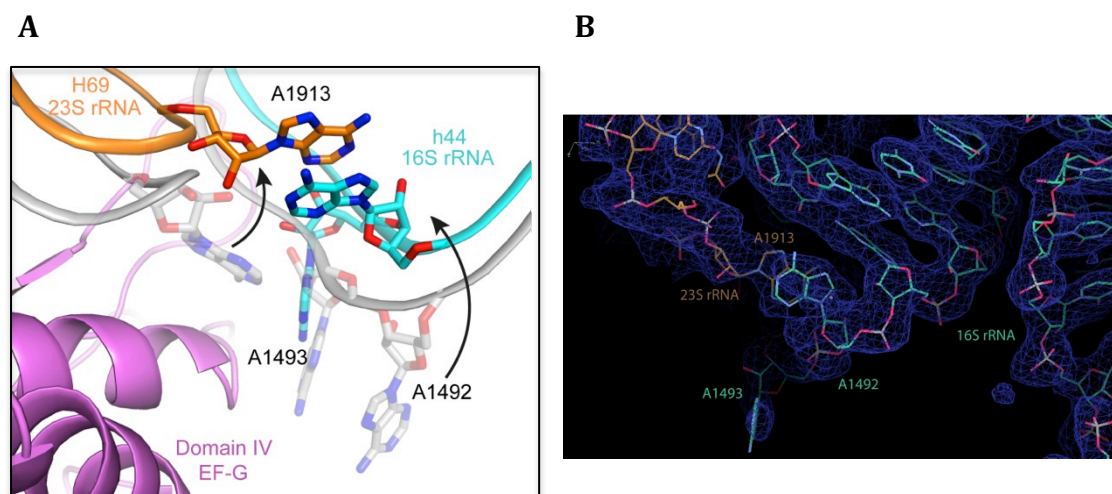 A
B
H69
23S rRNA
A1913
h44
16S rRNA
A1493
A1492
Domain IV
EF-G
A1913
23S rRNA
16S rRNA
A1493
A1492